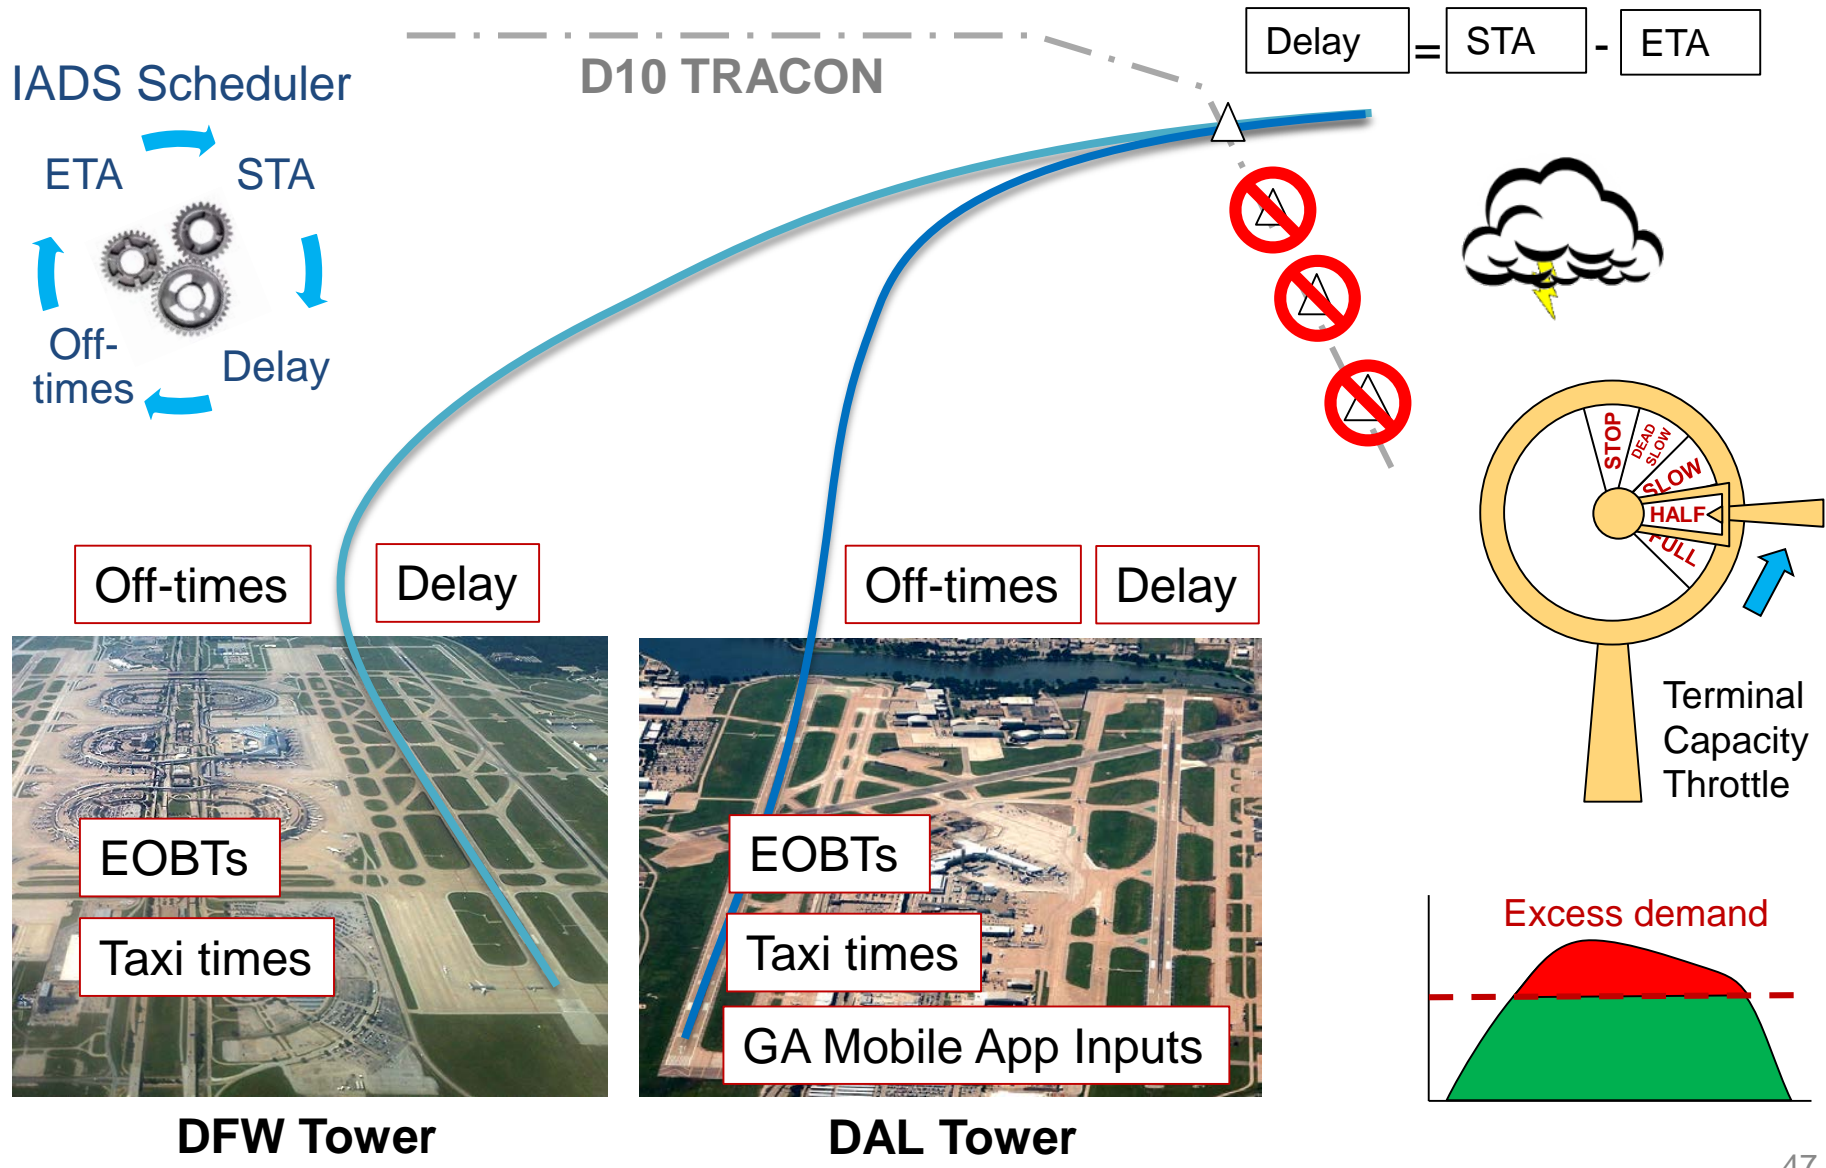 Delay = STA - ETA
D10 TRACON
IADS Scheduler
ETA
STA
Off-
times
Delay
STOP
DEAD
SLOW
SLOW
HALF
FULL
Off-times
Delay
Off-times
Delay
Terminal
Capacity
Throttle
EOBTs
Taxi times
EOBTs
Taxi times
GA Mobile App Inputs
Excess demand
DFW Tower
DAL Tower
47